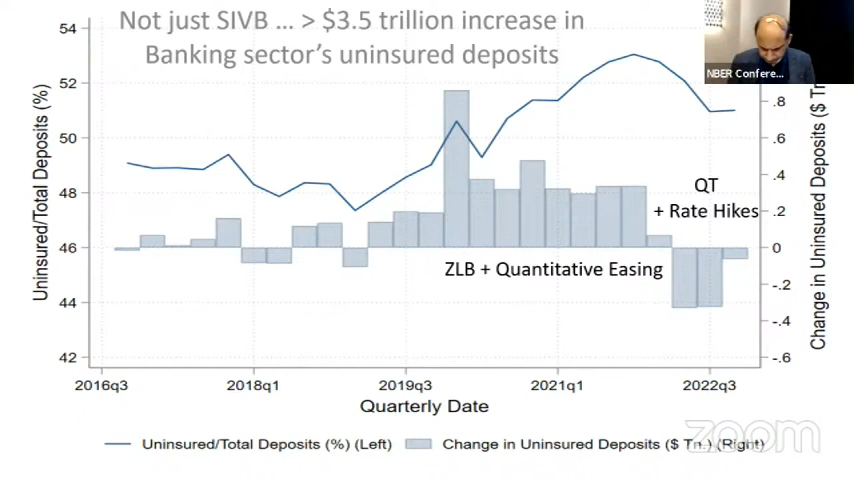 Not just SIVB ... > $3.5 trillion increase in
Banking sector's uninsured deposits
NBER Confere...
Uninsured/Total Deposits (%)
54
52
50
48
46
44
42
Change in Uninsured Deposits ($ Tn.)
.8
.6
.4
.2
0
-.2
-.4
-.6
QT
+ Rate Hikes
ZLB + Quantitative Easing
2016q3
2018q1
2019q3
2021q1
2022q3
Quarterly Date
Uninsured/Total Deposits (%) (Left)
Change in Uninsured Deposits ($ Tn.) (Right)
zoom